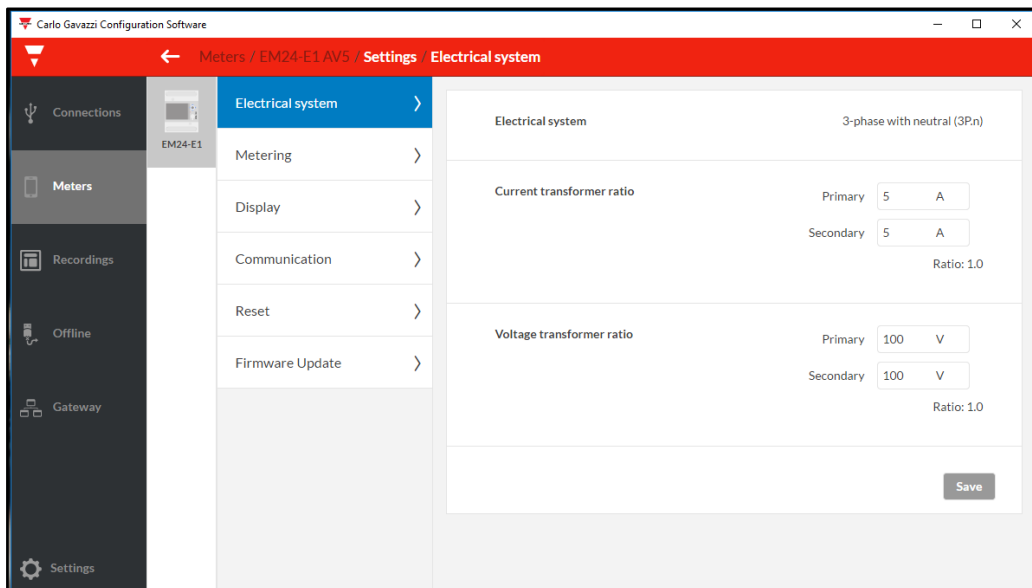 Carlo Gavazzi Configuration Software
Meters / EM24-E1 AV5 / Settings / Electrical system
Connections
Meters
Recordings
Offline
Gateway
Settings
EM24-E1
Electrical system
Metering
Display
Communication
Reset
Firmware Update
Electrical system 3-phase with neutral (3P.n)
Current transformer ratio
Primary 5 A
Secondary 5 A
Ratio: 1.0
Voltage transformer ratio
Primary 100 V
Secondary 100 V
Ratio: 1.0
Save